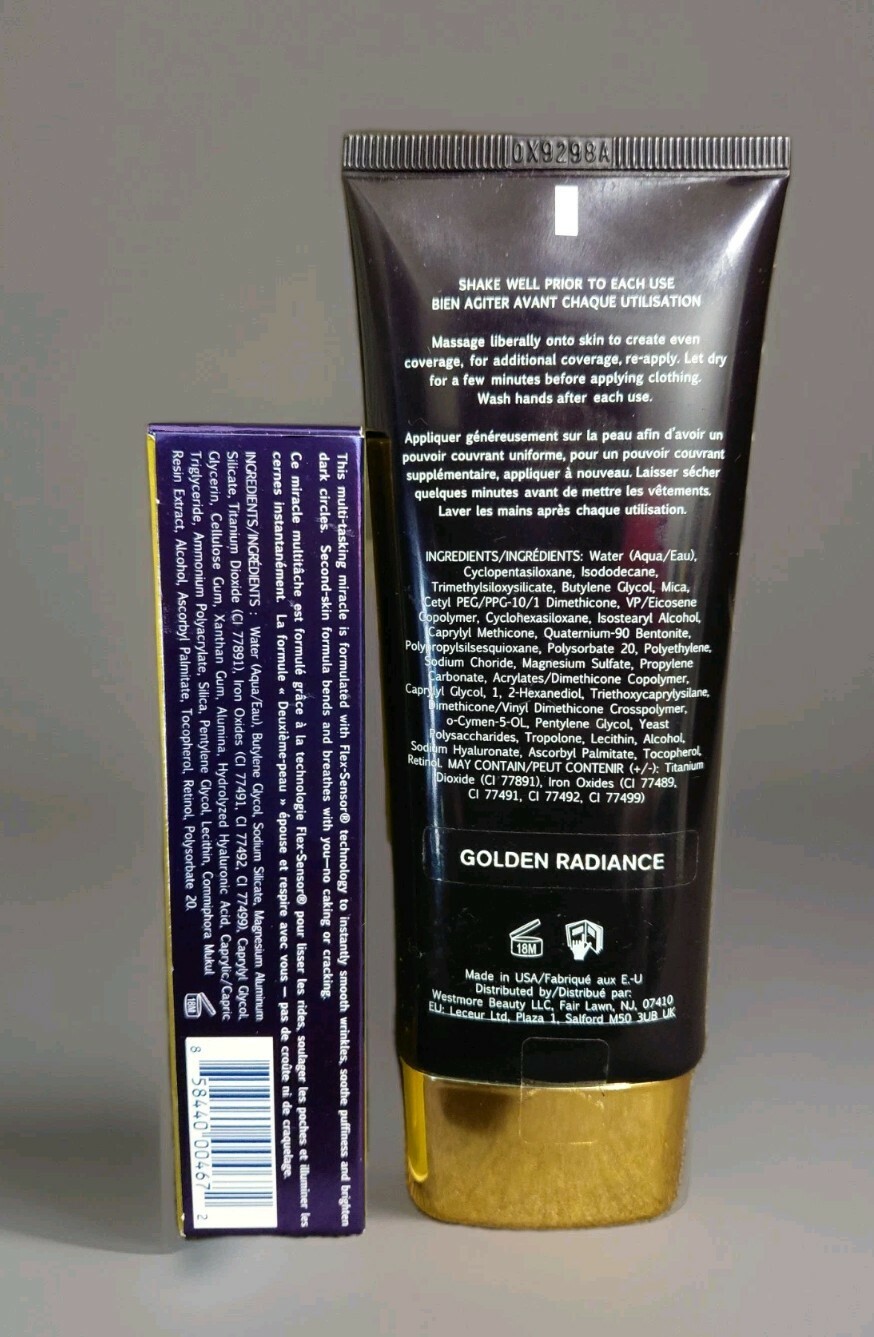 0X9298A
SHAKE WELL PRIOR TO EACH USE
BIEN AGITER AVANT CHAQUE UTILISATION
Massage liberally onto skin to create even
coverage, for additional coverage, re-apply. Let dry
for a few minutes before applying clothing.
Wash hands after each use.
Appliquer généreusement sur la peau afin d'avoir un
pouvoir couvrant uniforme, pour un pouvoir couvrant
supplémentaire, appliquer à nouveau. Laisser sécher
quelques minutes avant de mettre les vêtements.
Laver les mains après chaque utilisation.
INGREDIENTS/INGRÉDIENTS: Water (Aqua/Eau),
Cyclopentasiloxane, Isododecane,
Trimethylsiloxysilicate, Butylene Glycol, Mica,
Cetyl PEG/PPG-10/1 Dimethicone, VP/Eicosene
Copolymer, Cyclohexasiloxane, Isostearyl Alcohol,
Caprylyl Methicone, Quaternium-90 Bentonite,
Polypropylsilsesquioxane, Polysorbate 20, Polyethylene,
Sodium Choride, Magnesium Sulfate, Propylene
Carbonate, Acrylates/Dimethicone Copolymer,
Caprylyl Glycol, 1, 2-Hexanediol, Triethoxycaprylysilane,
Dimethicone/Vinyl Dimethicone Crosspolymer,
o-Cymen-5-OL, Pentylene Glycol, Yeast
Polysaccharides, Tropolone, Lecithin, Alcohol,
Sodium Hyaluronate, Ascorbyl Palmitate, Tocopherol,
Retinol. MAY CONTAIN/PEUT CONTENIR (+/-): Titanium
Dioxide (CI 77891), Iron Oxides (CI 77489,
CI 77491, CI 77492, CI 77499)
GOLDEN RADIANCE
18M
Made in USA/Fabriqué aux E.-U
Distributed by/Distribué par:
Westmore Beauty LLC, Fair Lawn, NJ, 07410
EU: Leceur Ltd, Plaza 1, Salford M50 3UB UK
This multi-tasking miracle is formulated with Flex-Sensor® technology to instantly smooth wrinkles, soothe puffiness and brighten
dark circles. Second-skin formula bends and breathes with you—no caking or cracking.
Ce miracle multitâche est formulé grâce à la technologie Flex-Sensor® pour lisser les rides, soulager les poches et illuminer les
cernes instantanément. La formule « Deuxième-peau » épouse et respire avec vous — pas de croûte ni de craquelage.
INGREDIENTS/INGRÉDIENTS : Water (Aqua/Eau), Butylene Glycol, Sodium Silicate, Magnesium Aluminum
Silicate, Titanium Dioxide (CI 77891), Iron Oxides (CI 77491, CI 77492, CI 77499), Caprylyl Glycol,
Glycerin, Cellulose Gum, Xanthan Gum, Alumina, Hydrolyzed Hyaluronic Acid, Caprylic/Capric
Triglyceride, Ammonium Polyacrylate, Silica, Pentylene Glycol, Lecithin, Commiphora Mukul
Resin Extract, Alcohol, Ascorbyl Palmitate, Tocopherol, Retinol, Polysorbate 20.
18M
8 58440 00467 2